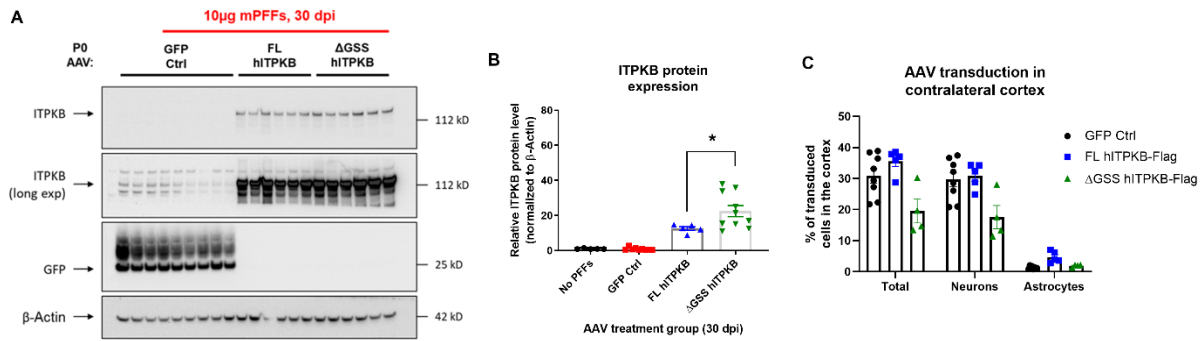 A
10µg mPFFs, 30 dpi
P0
AAV:
GFP
Ctrl
FL
hITPKB
ΔGSS
hITPKB
ITPKB
112 kD
ITPKB
(long exp)
112 kD
GFP
25 kD
β-Actin
42 kD
B
ITPKB protein
expression
Relative ITPKB protein level
(normalized to β-Actin)
80
60
40
20
0
*
No PFFs
GFP Ctrl
FL hITPKB
ΔGSS hITPKB
AAV treatment group (30 dpi)
C
AAV transduction in
contralateral cortex
% of transduced
cells in the cortex
50
40
30
20
10
0
Total
Neurons
Astrocytes
GFP Ctrl
FL hITPKB-Flag
ΔGSS hITPKB-Flag